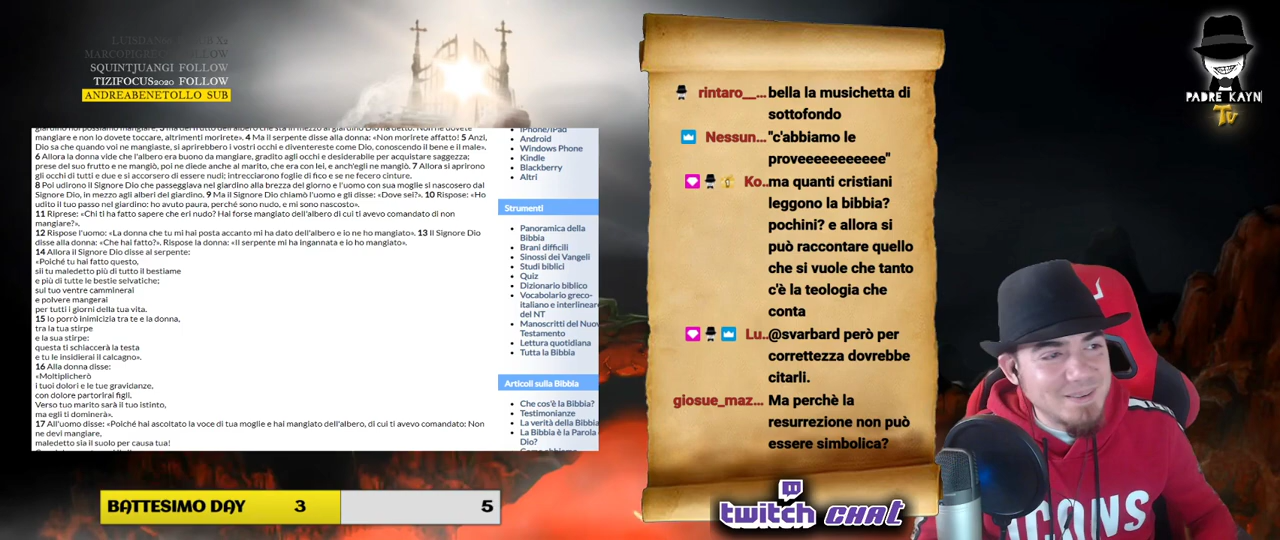 MARCOPIGR FOLLOW
SQUINTJUANGI FOLLOW
TIZIFOCUS2020 FOLLOW
ANDREABENETOLLO SUB
mangiare e non lo dovete toccare, altrimenti morirete». 4 Ma il serpente disse alla donna: «Non morirete affatto! 5 Anzi,
Dio sa che quando voi ne mangiaste, si aprirebbero i vostri occhi e diventereste come Dio, conoscendo il bene e il male».
6 Allora la donna vide che l'albero era buono da mangiare, gradito agli occhi e desiderabile per acquistare saggezza;
prese del suo frutto e ne mangiò, poi ne diede anche al marito, che era con lei, e anch'egli ne mangiò. 7 Allora si aprirono
gli occhi di tutti e due e si accorsero di essere nudi; intrecciarono foglie di fico e se ne fecero cinture.
8 Poi udirono il Signore Dio che passeggiava nel giardino alla brezza del giorno e l'uomo con sua moglie si nascosero dal
Signore Dio, in mezzo agli alberi del giardino. 9 Ma il Signore Dio chiamò l'uomo e gli disse: «Dove sei?». 10 Rispose: «Ho
udito il tuo passo nel giardino: ho avuto paura, perché sono nudo, e mi sono nascosto».
11 Riprese: «Chi ti ha fatto sapere che eri nudo? Hai forse mangiato dell'albero di cui ti avevo comandato di non
mangiare?».
12 Rispose l'uomo: «La donna che tu mi hai posta accanto mi ha dato dell'albero e io ne ho mangiato». 13 Il Signore Dio
disse alla donna: «Che hai fatto?». Rispose la donna: «Il serpente mi ha ingannata e io ho mangiato».
14 Allora il Signore Dio disse al serpente:
«Poiché tu hai fatto questo,
sii tu maledetto più di tutto il bestiame
e più di tutte le bestie selvatiche;
sul tuo ventre camminerai
e polvere mangerai
per tutti i giorni della tua vita.
15 Io porrò inimicizia tra te e la donna,
tra la tua stirpe
e la sua stirpe:
questa ti schiaccerà la testa
e tu le insidierai il calcagno».
16 Alla donna disse:
«Moltiplicherò
i tuoi dolori e le tue gravidanze,
con dolore partorirai figli.
Verso tuo marito sarà il tuo istinto,
ma egli ti dominerà».
17 All'uomo disse: «Poiché hai ascoltato la voce di tua moglie e hai mangiato dell'albero, di cui ti avevo comandato: Non
ne devi mangiare,
maledetto sia il suolo per causa tua!
iPhone/iPad
Android
Windows Phone
Kindle
Blackberry
Altri
Strumenti
Panoramica della
Bibbia
Brani difficili
Sinossi dei Vangeli
Studi biblici
Quiz
Dizionario biblico
Vocabolario greco-
italiano e interlineare
del NT
Manoscritti del Nuov
Testamento
Lettura quotidiana
Tutta la Bibbia
Articoli sulla Bibbia
Che cos'è la Bibbia?
Testimonianze
La verità della Bibbia
La Bibbia è la Parola
Dio?
BATTESIMO DAY 3 5
rintaro__... bella la musichetta di
sottofondo
Nessun... "c'abbiamo le
proveeeeeeeeeee"
Ko.. ma quanti cristiani
leggono la bibbia?
pochini? e allora si
può raccontare quello
che si vuole che tanto
c'è la teologia che
conta
Lu.. @svarbard però per
correttezza dovrebbe
citarli.
giosue_maz... Ma perchè la
resurrezione non può
essere simbolica?
twitch CHAT
PADRE KAYN
Tv
ICONS